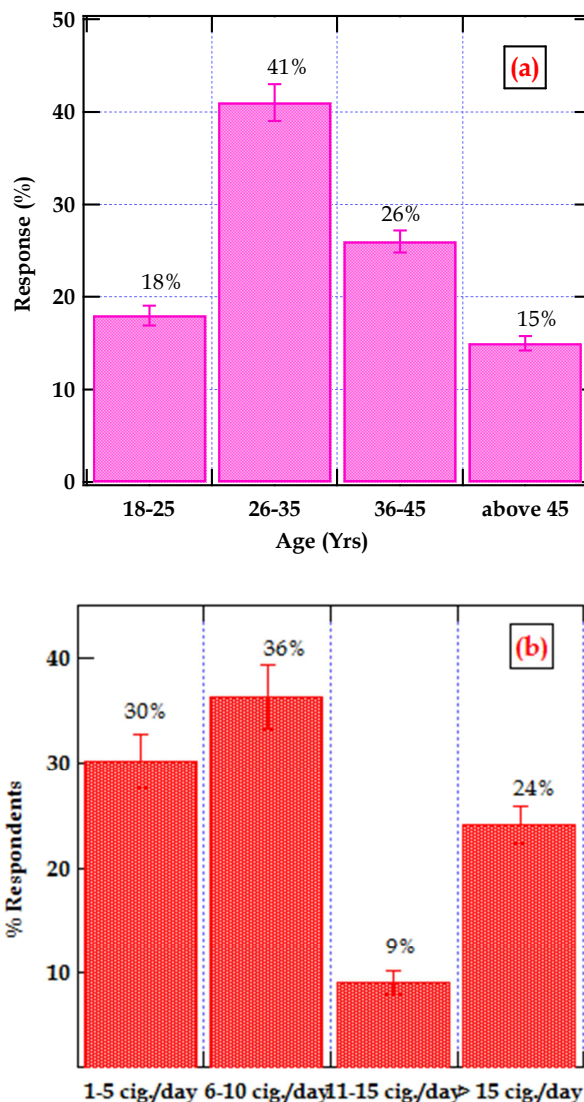 50
(a)
41%
40
Response (%)
30
26%
18%
20
15%
10
0
18-25 26-35 36-45 above 45
Age (Yrs)
(b)
36%
40
30%
30
24%
% Respondents
20
9%
10
1-5 cig./day 6-10 cig./day 11-15 cig./day > 15 cig./day